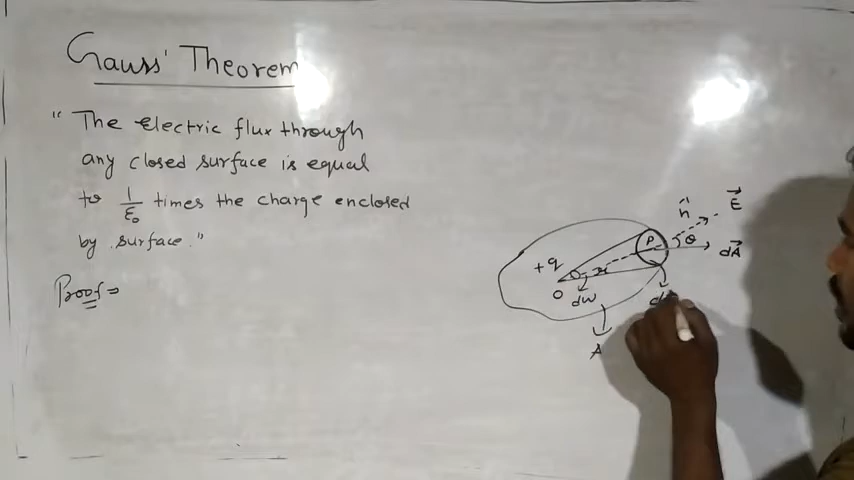 Gauss' Theorem
" The electric flux through
any closed surface is equal
to 1/ε₀ times the charge enclosed
by surface."
Proof =
n̂ E⃗
P θ
dA⃗
+q r
O dw
A